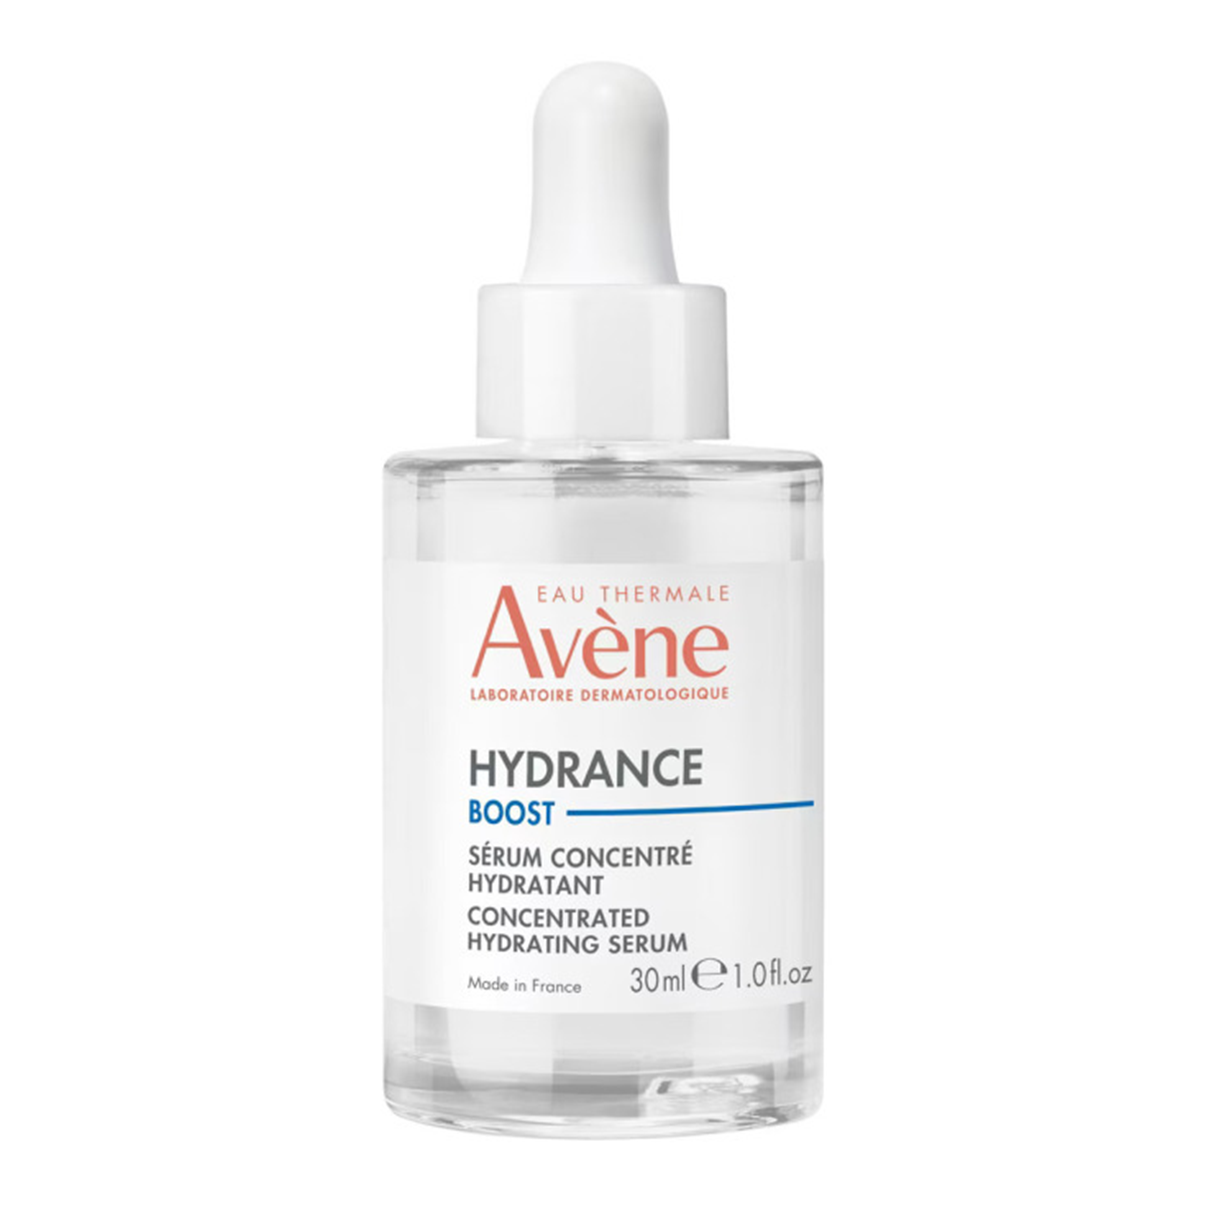 EAU THERMALE
Avène
LABORATOIRE DERMATOLOGIQUE
HYDRANCE
BOOST
SÉRUM CONCENTRÉ
HYDRATANT
CONCENTRATED
HYDRATING SERUM
Made in France 30ml ℮ 1.0fl.oz